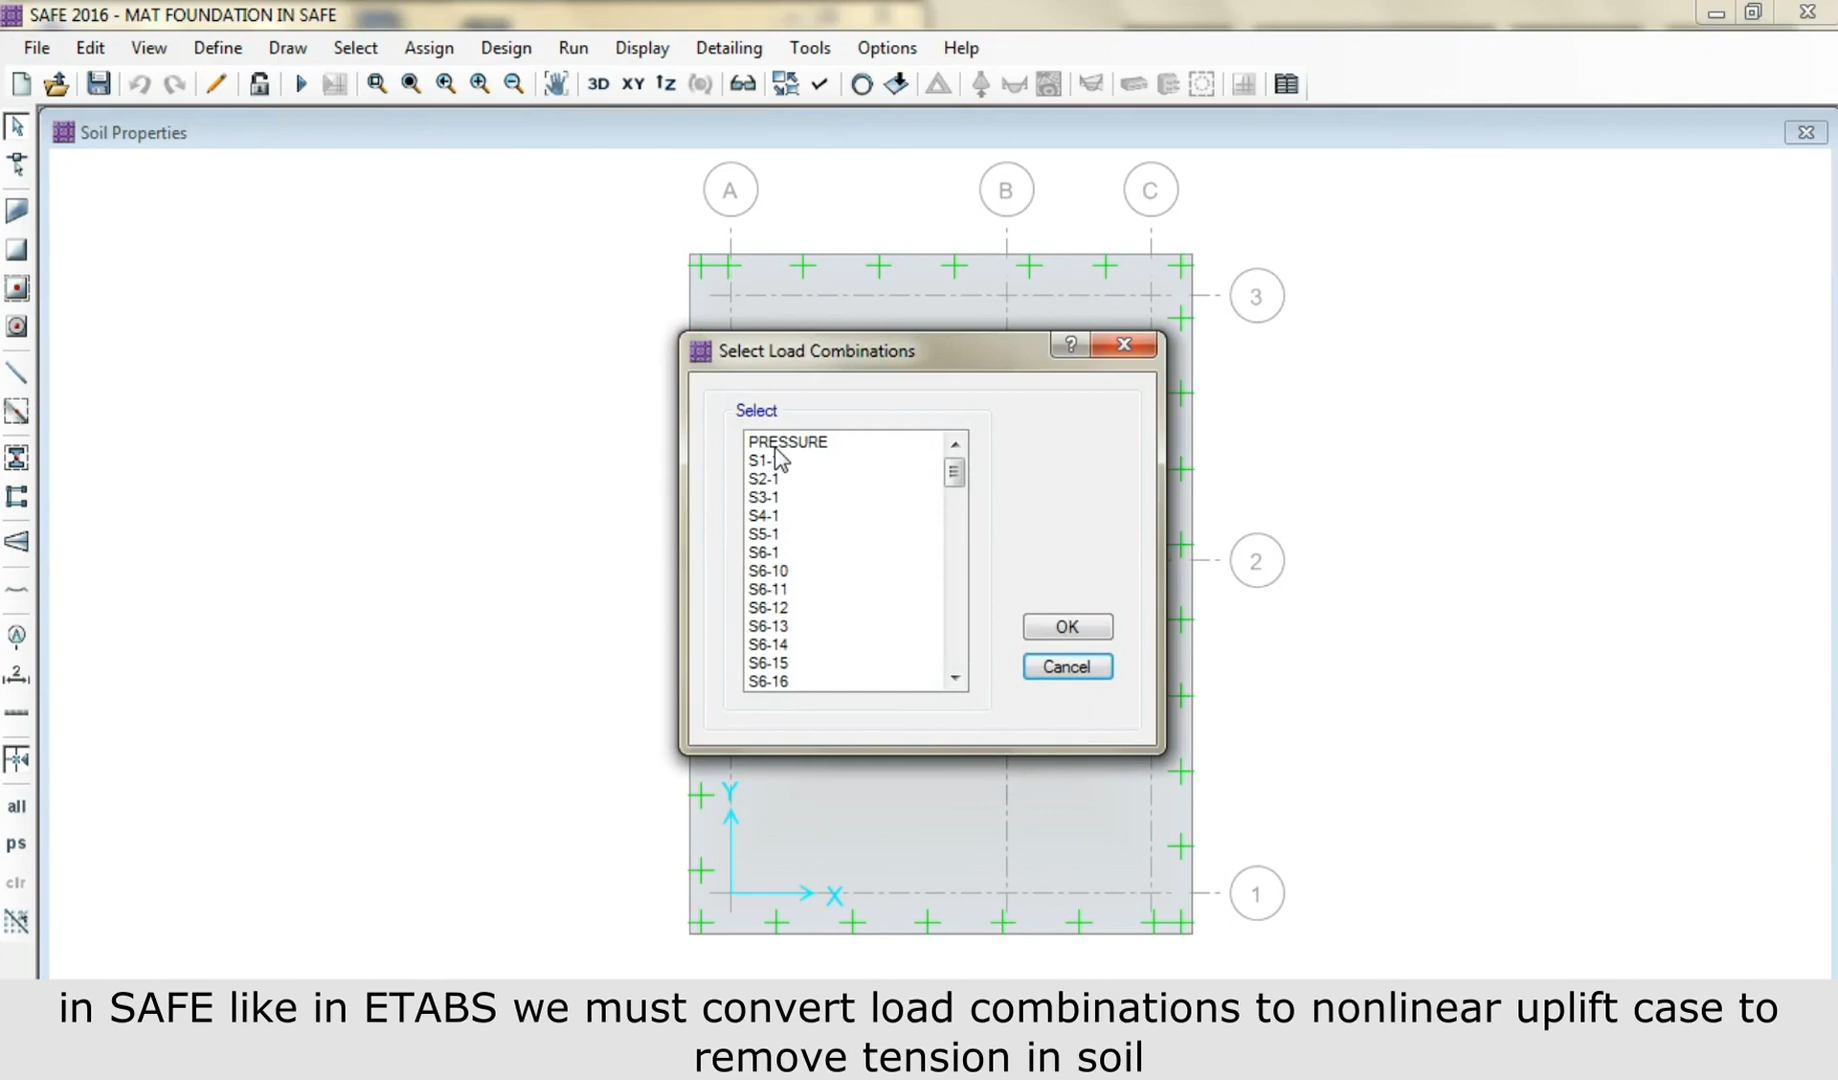 SAFE 2016 - MAT FOUNDATION IN SAFE
File Edit View Define Draw Select Assign Design Run Display Detailing Tools Options Help
3D XY
Soil Properties
A B C
3
Select Load Combinations
?
Select
PRESSURE
S1-
S2-1
S3-1
S4-1
S5-1
S6-1
S6-10
S6-11
S6-12
S6-13
S6-14
S6-15
S6-16
OK
Cancel
2
Y
X
1
all
ps
clr
in SAFE like in ETABS we must convert load combinations to nonlinear uplift case to
remove tension in soil